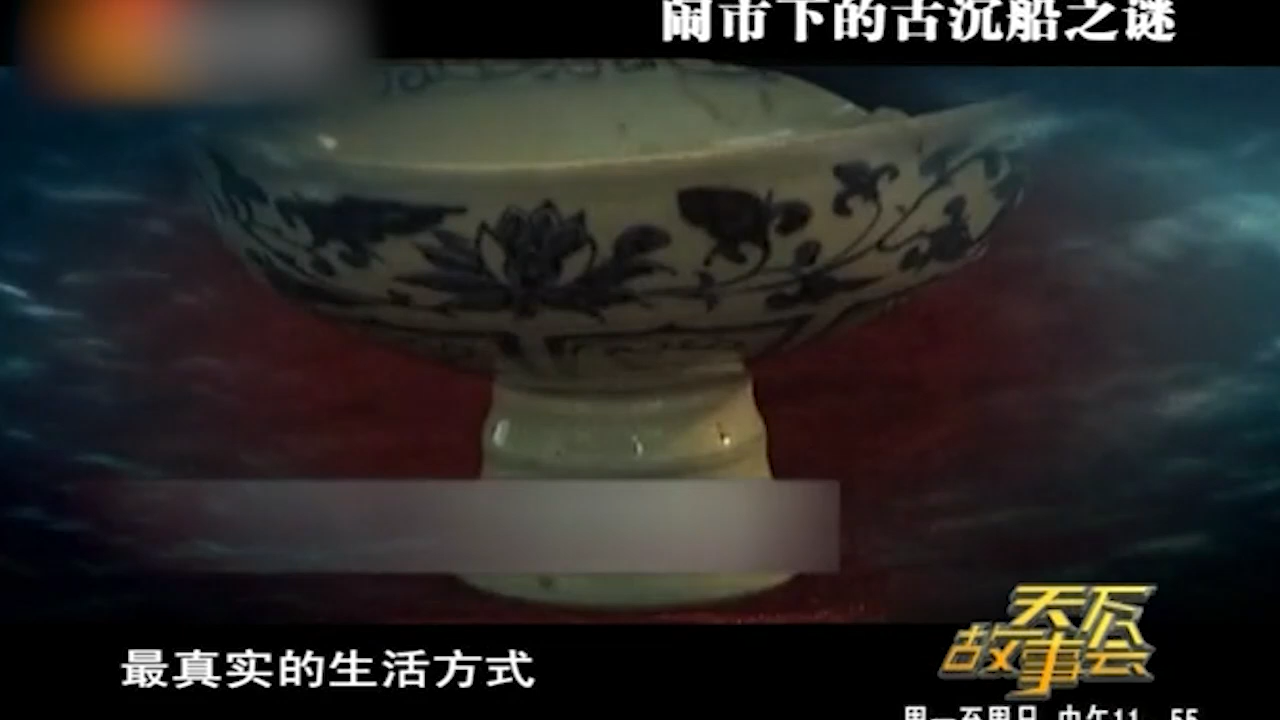 闹市下的古沉船之谜
最真实的生活方式
天下
故事会
周一至周日 中午11:55